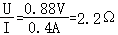 U/I = 0.88V/0.4A = 2.2Ω